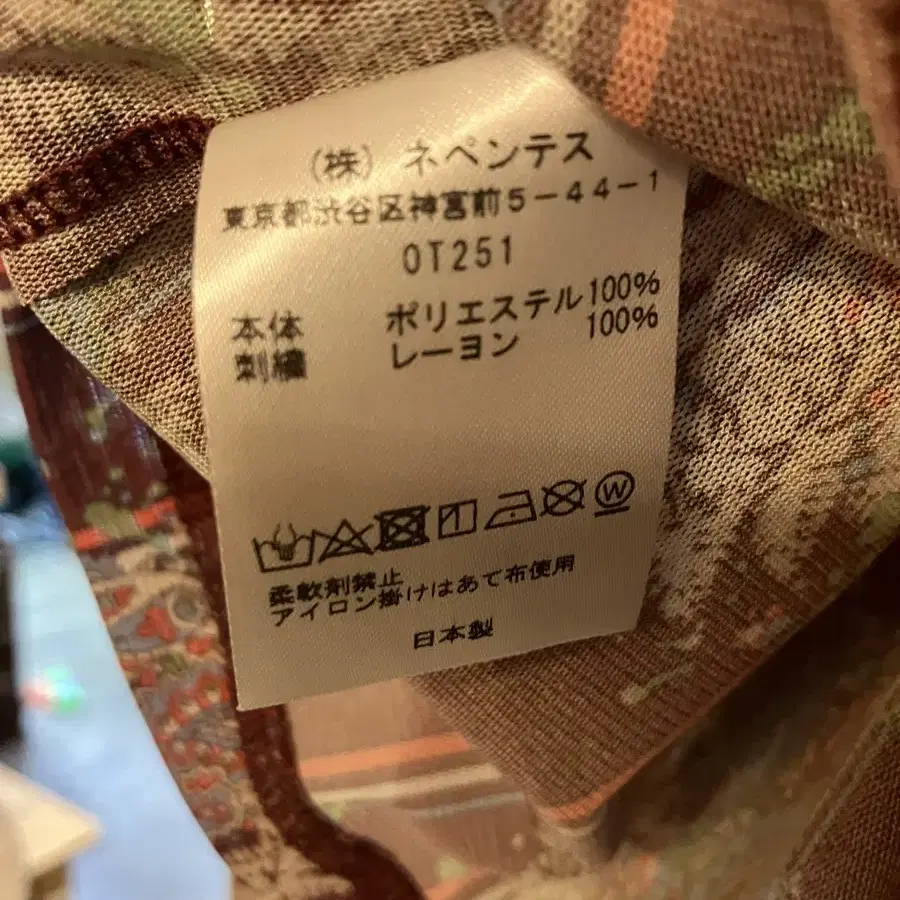 (株) ネペンテス
東京都渋谷区神宮前5-44-1
OT251
本体 ポリエステル100%
刺繍 レーヨン 100%
W
柔軟剤禁止
アイロン掛けはあて布使用
日本製